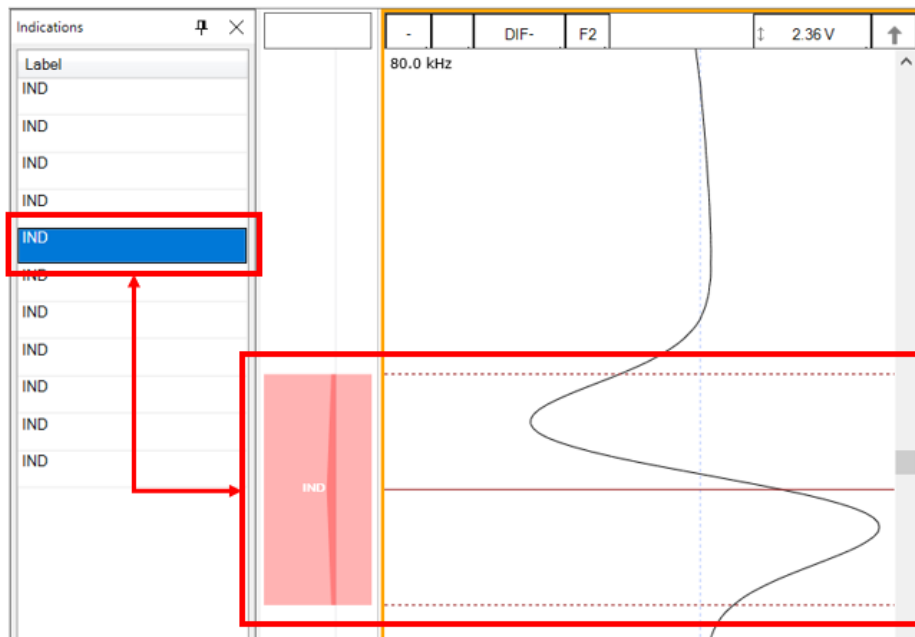 Indications
Label
IND
IND
IND
IND
IND
IND
IND
IND
IND
IND
IND
IND
- DIF- F2 2.36 V
80.0 kHz